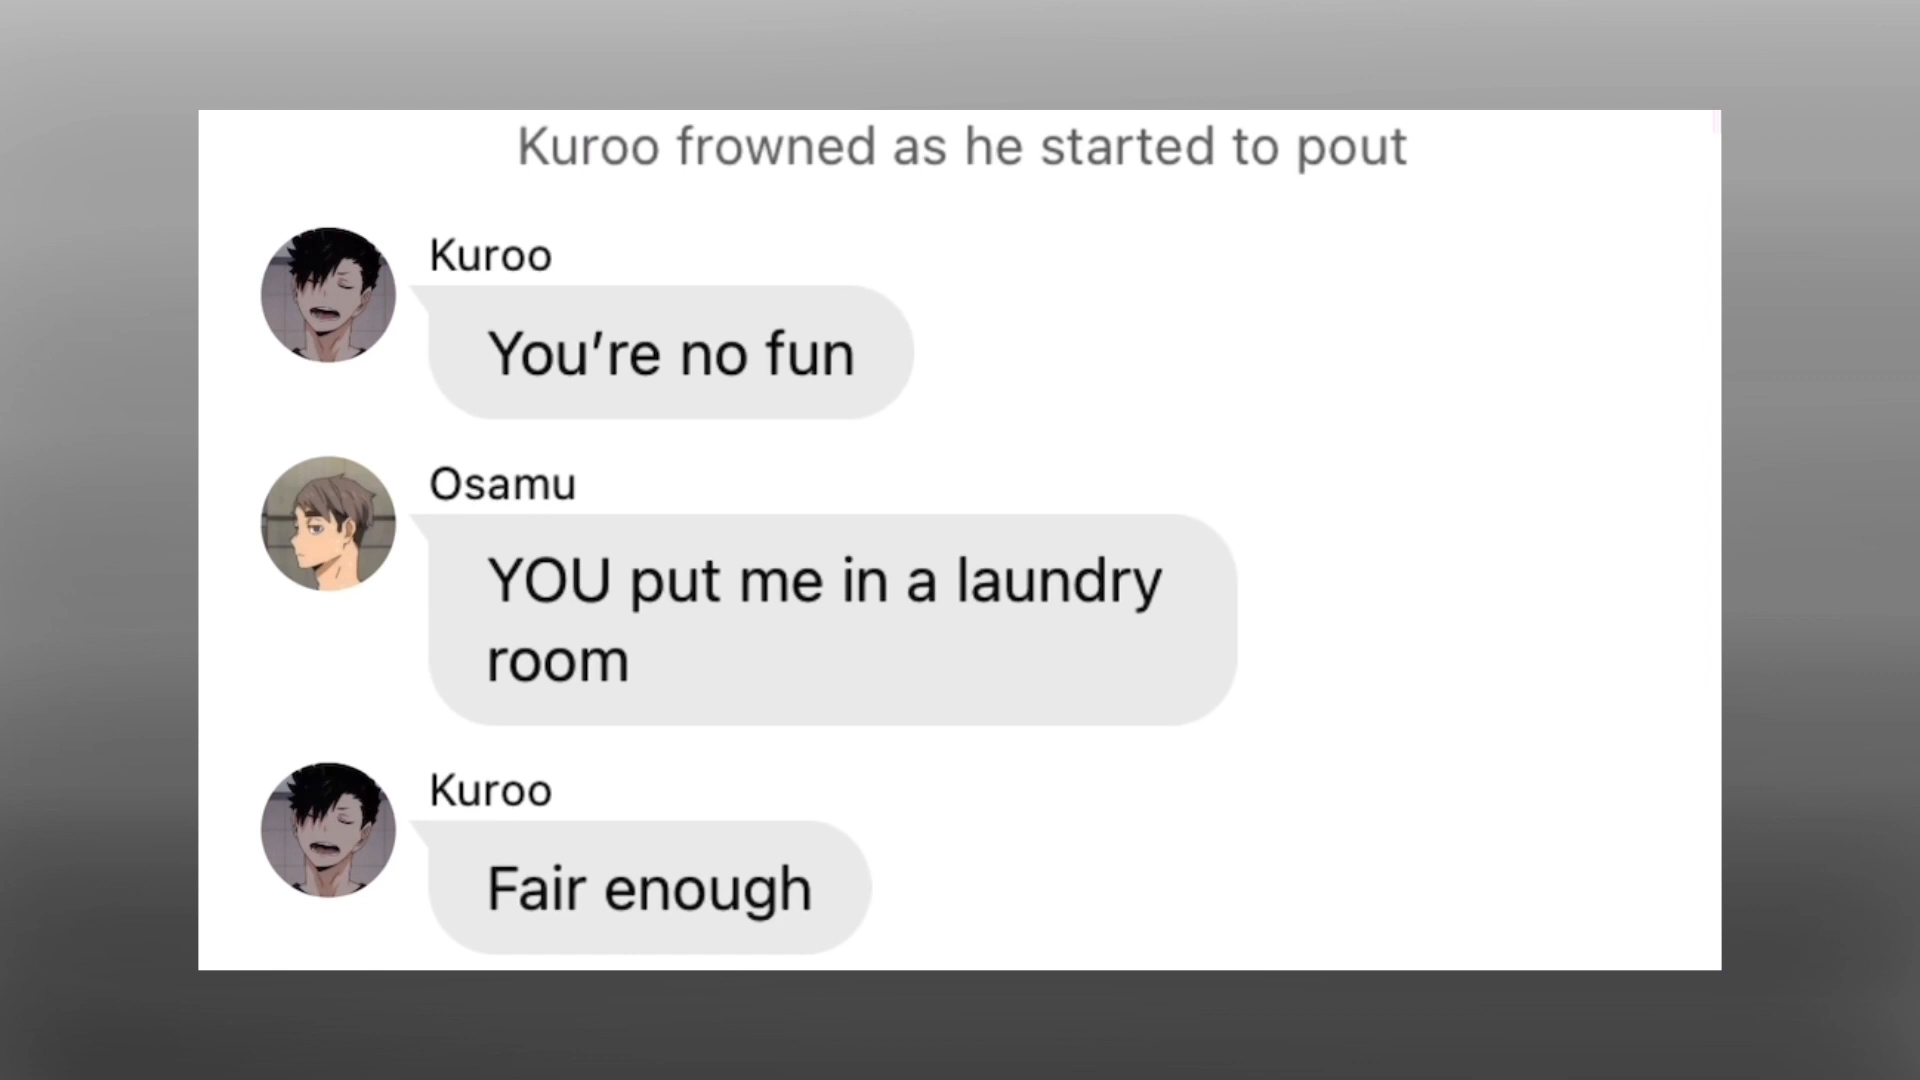 Kuroo frowned as he started to pout
Kuroo
You’re no fun
Osamu
YOU put me in a laundry
room
Kuroo
Fair enough